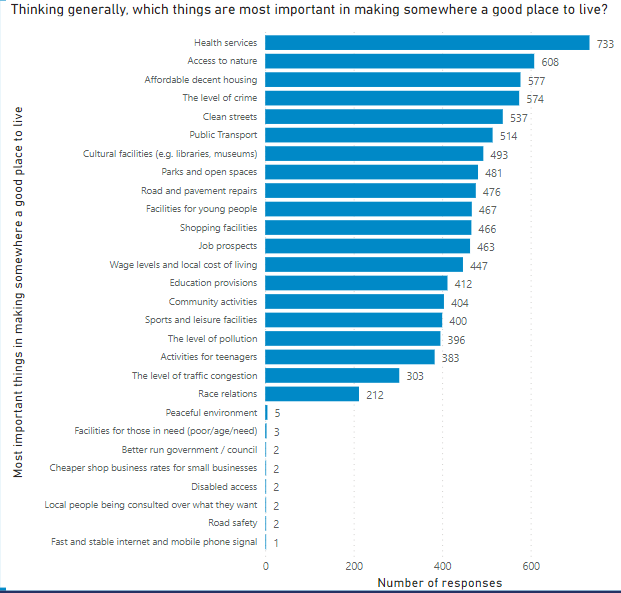 Thinking generally, which things are most important in making somewhere a good place to live?
Most important things in making somewhere a good place to live
Health services 733
Access to nature 608
Affordable decent housing 577
The level of crime 574
Clean streets 537
Public Transport 514
Cultural facilities (e.g. libraries, museums) 493
Parks and open spaces 481
Road and pavement repairs 476
Facilities for young people 467
Shopping facilities 466
Job prospects 463
Wage levels and local cost of living 447
Education provisions 412
Community activities 404
Sports and leisure facilities 400
The level of pollution 396
Activities for teenagers 383
The level of traffic congestion 303
Race relations 212
Peaceful environment 5
Facilities for those in need (poor/age/need) 3
Better run government / council 2
Cheaper shop business rates for small businesses 2
Disabled access 2
Local people being consulted over what they want 2
Road safety 2
Fast and stable internet and mobile phone signal 1
0 200 400 600
Number of responses